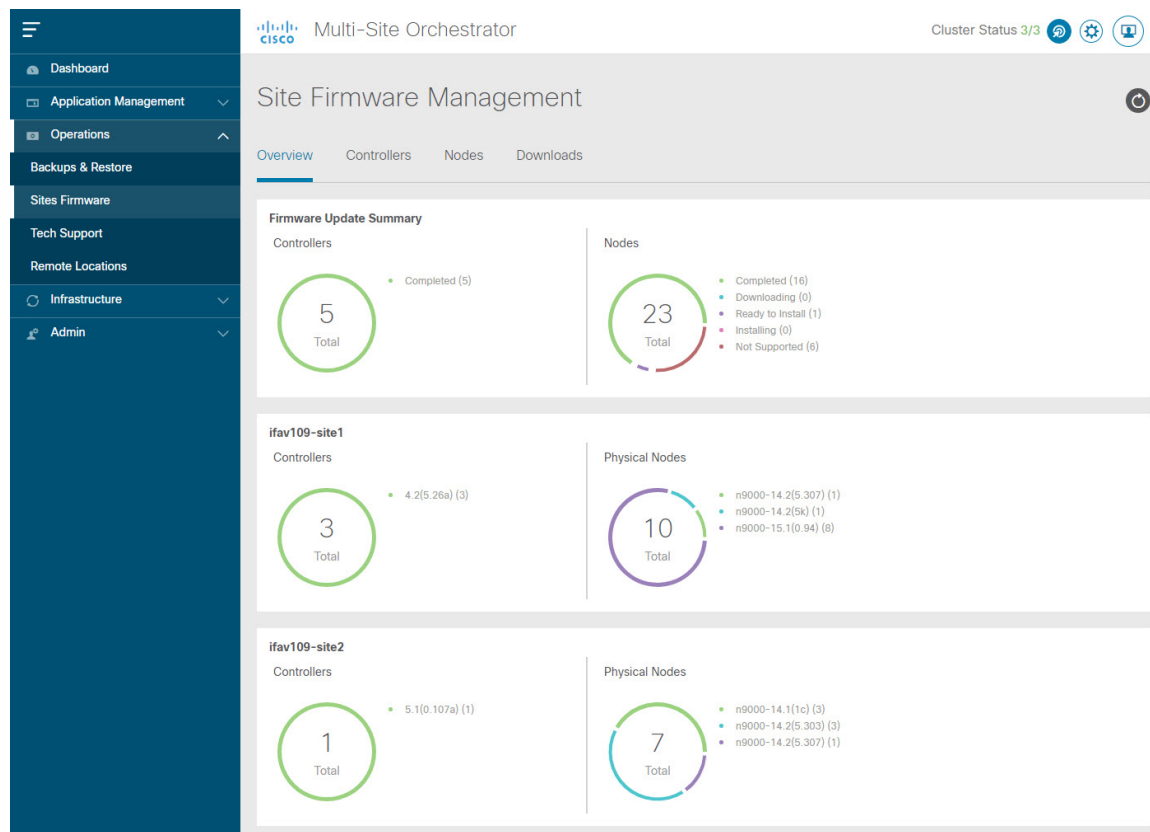 CISCO Multi-Site Orchestrator
Cluster Status 3/3
Dashboard
Application Management
Operations
Backups & Restore
Sites Firmware
Tech Support
Remote Locations
Infrastructure
Admin
Site Firmware Management
Overview Controllers Nodes Downloads
Firmware Update Summary
Controllers
5
Total
Completed (5)
Nodes
23
Total
Completed (16)
Downloading (0)
Ready to Install (1)
Installing (0)
Not Supported (6)
ifav109-site1
Controllers
3
Total
4.2(5.26a) (3)
Physical Nodes
10
Total
n9000-14.2(5.307) (1)
n9000-14.2(5k) (1)
n9000-15.1(0.94) (8)
ifav109-site2
Controllers
1
Total
5.1(0.107a) (1)
Physical Nodes
7
Total
n9000-14.1(1c) (3)
n9000-14.2(5.303) (3)
n9000-14.2(5.307) (1)